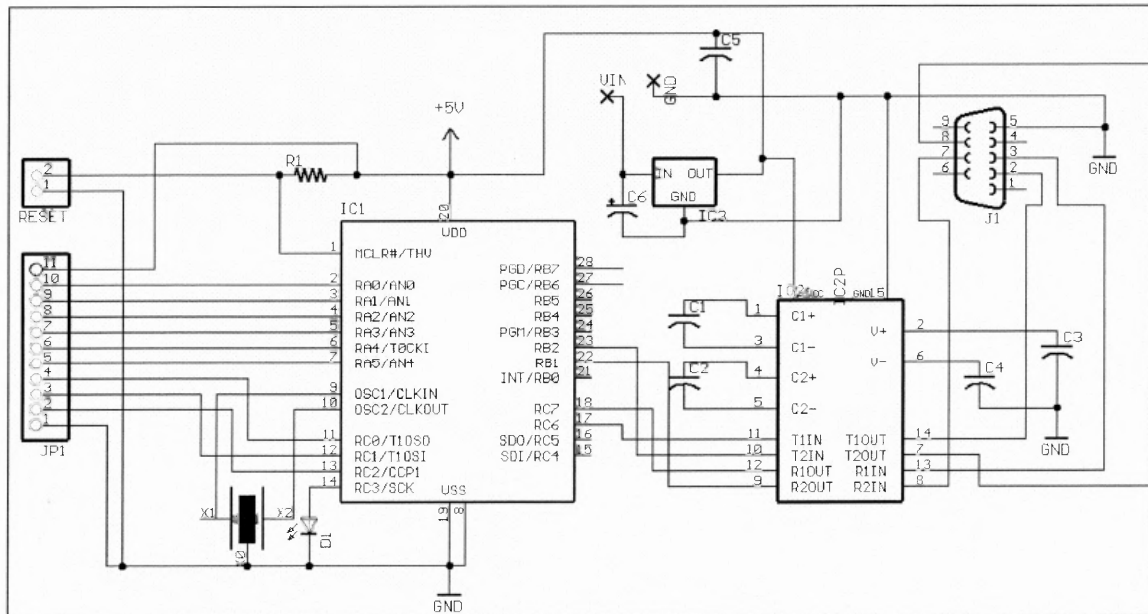 C5
VIN
GND
+5V
9
8
7
6
5
4
3
2
1
GND
J1
2
1
RESET
R1
IN
OUT
GND
C6
IC3
IC1
20
VDD
11
10
9
8
7
6
5
4
3
2
1
JP1
1
2
3
4
5
6
7
9
10
11
12
13
14
MCLR#/THV
RA0/AN0
RA1/AN1
RA2/AN2
RA3/AN3
RA4/T0CKI
RA5/AN4
OSC1/CLKIN
OSC2/CLKOUT
RC0/T1OSO
RC1/T1OSI
RC2/CCP1
RC3/SCK
PGD/RB7
PGC/RB6
RB5
RB4
PGM/RB3
RB2
RB1
INT/RB0
RC7
RC6
SDO/RC5
SDI/RC4
28
27
26
25
24
23
22
21
18
17
16
15
VSS
19
8
GND
X1
X2
D1
C1
C2
IC2P
GND
15
1
3
4
5
11
10
12
9
C1+
C1-
C2+
C2-
T1IN
T2IN
R1OUT
R2OUT
V+
V-
T1OUT
T2OUT
R1IN
R2IN
2
6
14
7
13
8
C3
C4
GND